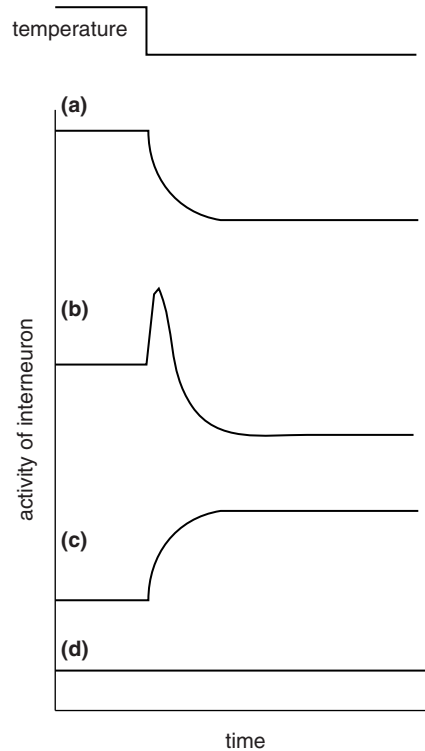 temperature
(a)
(b)
activity of interneuron
(c)
(d)
time